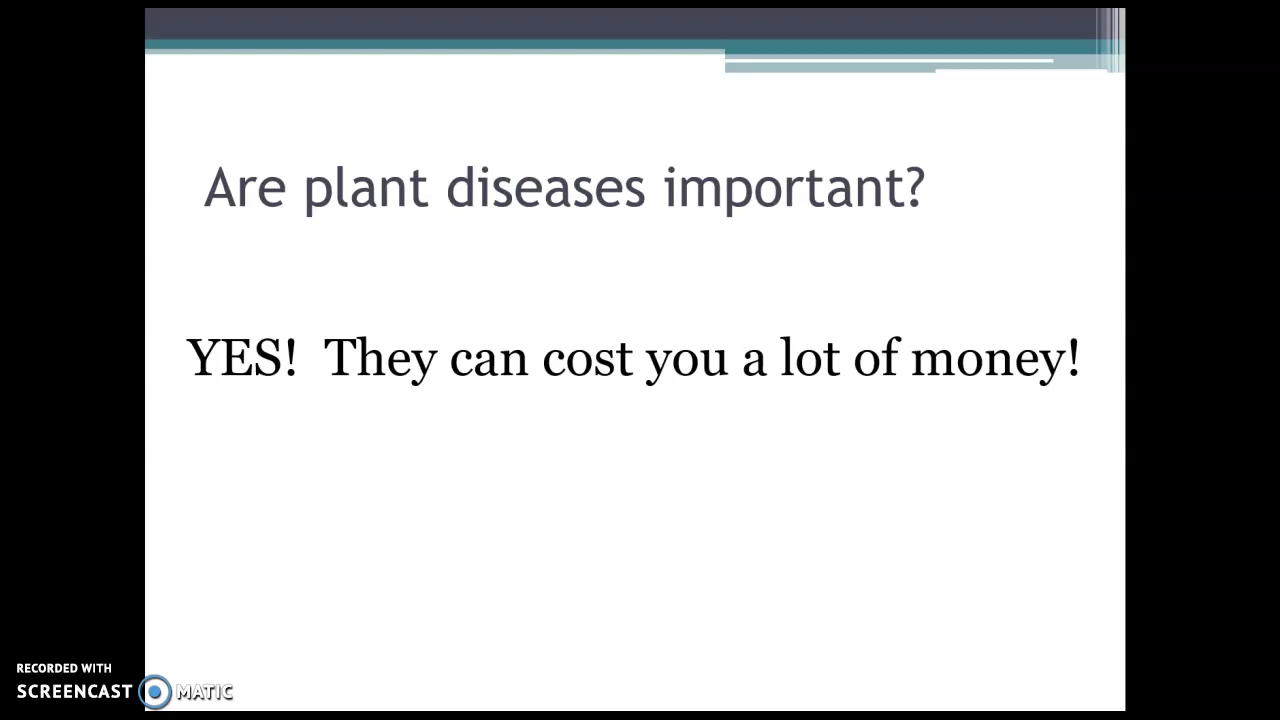 Are plant diseases important?
YES!  They can cost you a lot of money!
RECORDED WITH
SCREENCAST MATIC